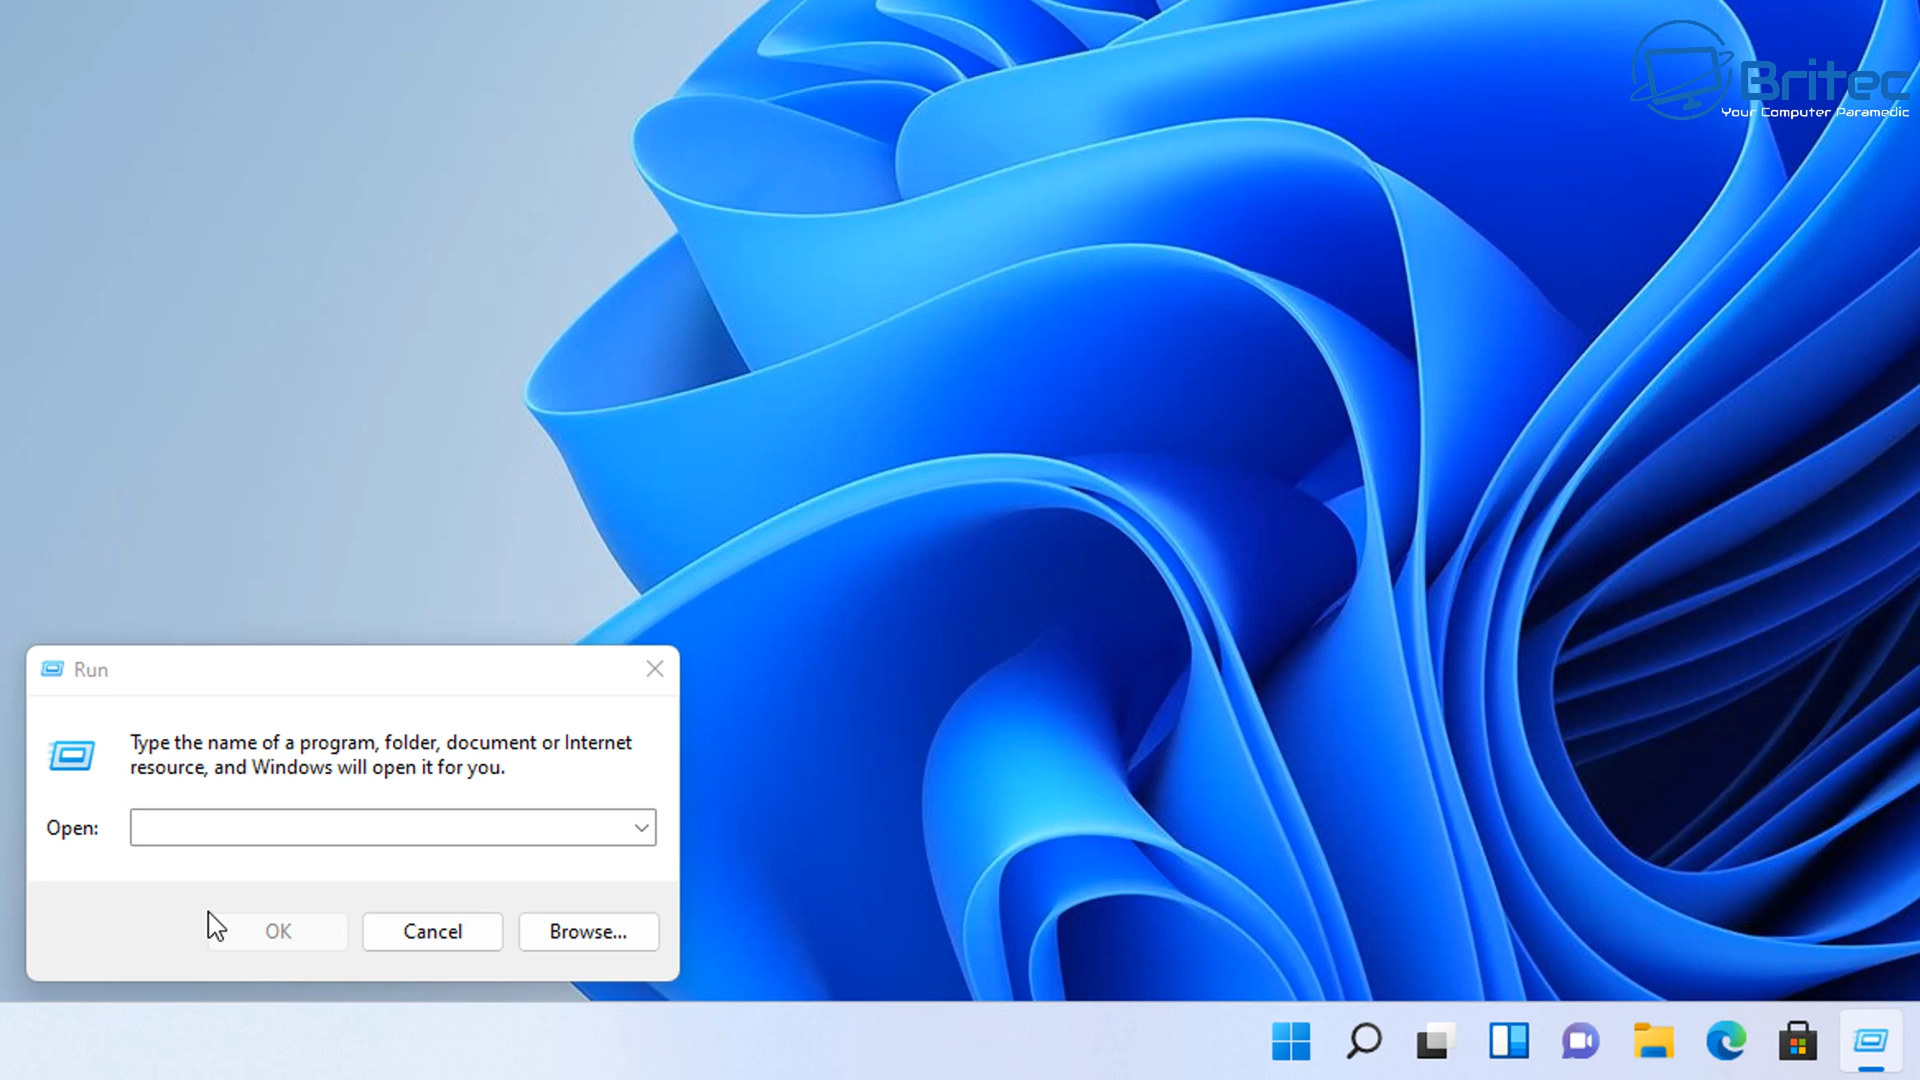 Britec
Your Computer Paramedic
Run
Type the name of a program, folder, document or Internet
resource, and Windows will open it for you.
Open:
OK
Cancel
Browse...